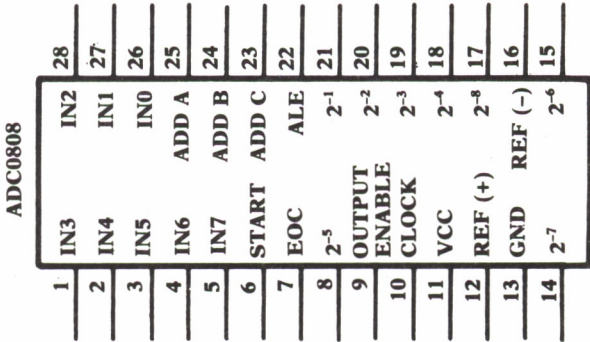 ADC0808
1 IN3 IN2 28
2 IN4 IN1 27
3 IN5 IN0 26
4 IN6 ADD A 25
5 IN7 ADD B 24
6 START ADD C 23
7 EOC ALE 22
8 2⁻⁵ 2⁻¹ 21
9 OUTPUT ENABLE 2⁻² 20
10 CLOCK 2⁻³ 19
11 VCC 2⁻⁴ 18
12 REF (+) 2⁻⁸ 17
13 GND REF (−) 16
14 2⁻⁷ 2⁻⁶ 15